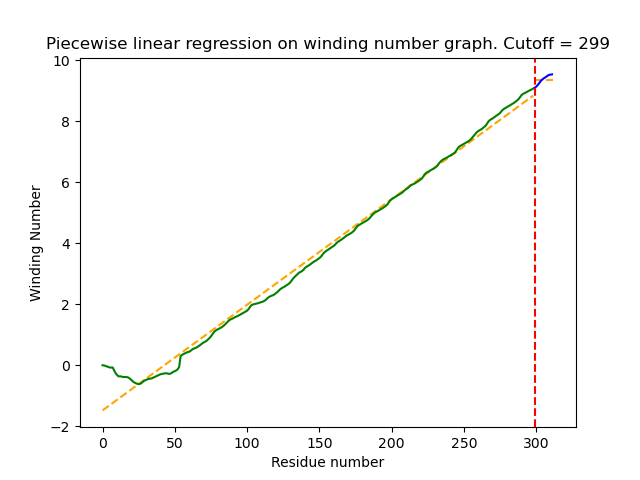 Piecewise linear regression on winding number graph. Cutoff = 299
10
8
6
4
2
0
−2
Winding Number
0 50 100 150 200 250 300
Residue number